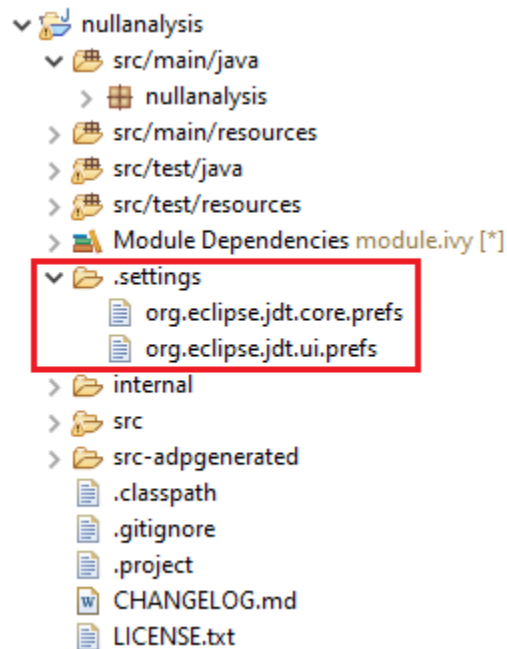 nullanalysis
src/main/java
nullanalysis
src/main/resources
src/test/java
src/test/resources
Module Dependencies module.ivy [*]
.settings
org.eclipse.jdt.core.prefs
org.eclipse.jdt.ui.prefs
internal
src
src-adpgenerated
.classpath
.gitignore
.project
CHANGELOG.md
LICENSE.txt